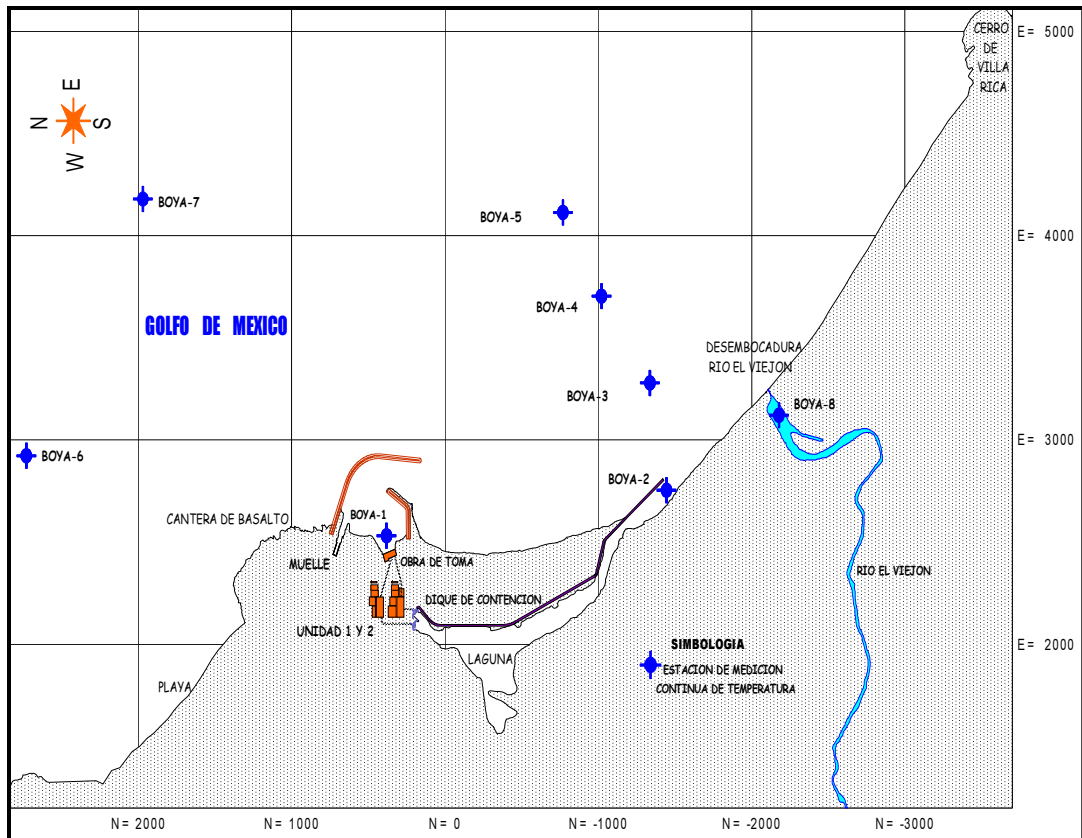 E= 5000
CERRO
DE
VILLA
RICA
E
N
S
W
BOYA-7
BOYA-5
E= 4000
BOYA-4
GOLFO DE MEXICO
DESEMBOCADURA
RIO EL VIEJON
BOYA-3
BOYA-8
E= 3000
BOYA-6
BOYA-2
CANTERA DE BASALTO
BOYA-1
MUELLE
OBRA DE TOMA
RIO EL VIEJON
DIQUE DE CONTENCION
UNIDAD 1 Y 2
SIMBOLOGIA
E= 2000
LAGUNA
ESTACION DE MEDICION
CONTINUA DE TEMPERATURA
PLAYA
N= 2000
N= 1000
N= 0
N= -1000
N= -2000
N= -3000